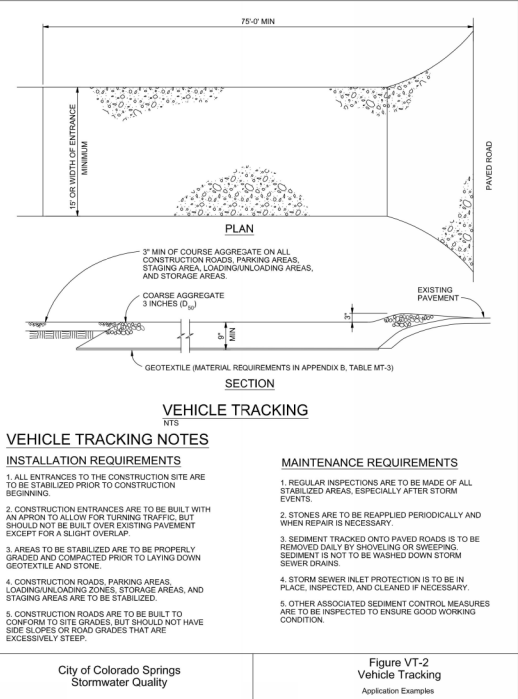 75'-0' MIN
15' OR WIDTH OF ENTRANCE
MINIMUM
PAVED ROAD
PLAN
3" MIN OF COURSE AGGREGATE ON ALL
CONSTRUCTION ROADS, PARKING AREAS,
STAGING AREA, LOADING/UNLOADING AREAS,
AND STORAGE AREAS.
COARSE AGGREGATE
3 INCHES (D50)
EXISTING
PAVEMENT
3"
9"
MIN
GEOTEXTILE (MATERIAL REQUIREMENTS IN APPENDIX B, TABLE MT-3)
SECTION
VEHICLE TRACKING
NTS
VEHICLE TRACKING NOTES
INSTALLATION REQUIREMENTS
1. ALL ENTRANCES TO THE CONSTRUCTION SITE ARE
TO BE STABILIZED PRIOR TO CONSTRUCTION
BEGINNING.
2. CONSTRUCTION ENTRANCES ARE TO BE BUILT WITH
AN APRON TO ALLOW FOR TURNING TRAFFIC, BUT
SHOULD NOT BE BUILT OVER EXISTING PAVEMENT
EXCEPT FOR A SLIGHT OVERLAP.
3. AREAS TO BE STABILIZED ARE TO BE PROPERLY
GRADED AND COMPACTED PRIOR TO LAYING DOWN
GEOTEXTILE AND STONE.
4. CONSTRUCTION ROADS, PARKING AREAS,
LOADING/UNLOADING ZONES, STORAGE AREAS, AND
STAGING AREAS ARE TO BE STABILIZED.
5. CONSTRUCTION ROADS ARE TO BE BUILT TO
CONFORM TO SITE GRADES, BUT SHOULD NOT HAVE
SIDE SLOPES OR ROAD GRADES THAT ARE
EXCESSIVELY STEEP.
MAINTENANCE REQUIREMENTS
1. REGULAR INSPECTIONS ARE TO BE MADE OF ALL
STABILIZED AREAS, ESPECIALLY AFTER STORM
EVENTS.
2. STONES ARE TO BE REAPPLIED PERIODICALLY AND
WHEN REPAIR IS NECESSARY.
3. SEDIMENT TRACKED ONTO PAVED ROADS IS TO BE
REMOVED DAILY BY SHOVELING OR SWEEPING.
SEDIMENT IS NOT TO BE WASHED DOWN STORM
SEWER DRAINS.
4. STORM SEWER INLET PROTECTION IS TO BE IN
PLACE, INSPECTED, AND CLEANED IF NECESSARY.
5. OTHER ASSOCIATED SEDIMENT CONTROL MEASURES
ARE TO BE INSPECTED TO ENSURE GOOD WORKING
CONDITION.
City of Colorado Springs
Stormwater Quality
Figure VT-2
Vehicle Tracking
Application Examples